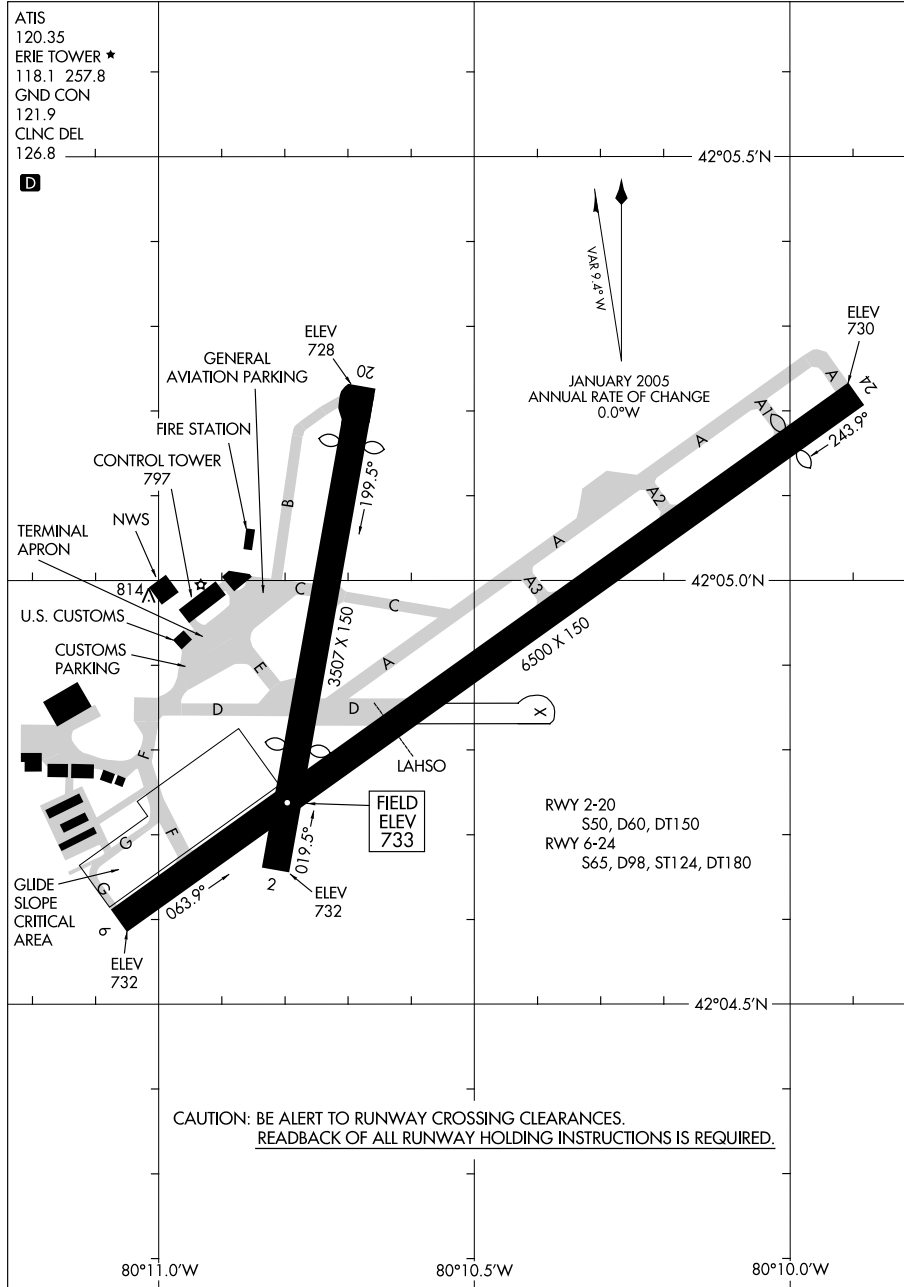 ATIS
120.35
ERIE TOWER ★
118.1 257.8
GND CON
121.9
CLNC DEL
126.8
D
42°05.5'N
VAR 9.4° W
JANUARY 2005
ANNUAL RATE OF CHANGE
0.0°W
ELEV
730
24
243.9°
ELEV
728
20
199.5°
GENERAL
AVIATION PARKING
FIRE STATION
CONTROL TOWER
797
NWS
TERMINAL
APRON
814
U.S. CUSTOMS
CUSTOMS
PARKING
A
A1
A
A2
A
A3
A
B
C
C
42°05.0'N
E
D
D
X
F
F
G
G
3507 X 150
6500 X 150
LAHSO
FIELD
ELEV
733
RWY 2-20
S50, D60, DT150
RWY 6-24
S65, D98, ST124, DT180
GLIDE
SLOPE
CRITICAL
AREA
063.9°
019.5°
2
ELEV
732
6
ELEV
732
42°04.5'N
CAUTION: BE ALERT TO RUNWAY CROSSING CLEARANCES.
READBACK OF ALL RUNWAY HOLDING INSTRUCTIONS IS REQUIRED.
80°11.0'W
80°10.5'W
80°10.0'W